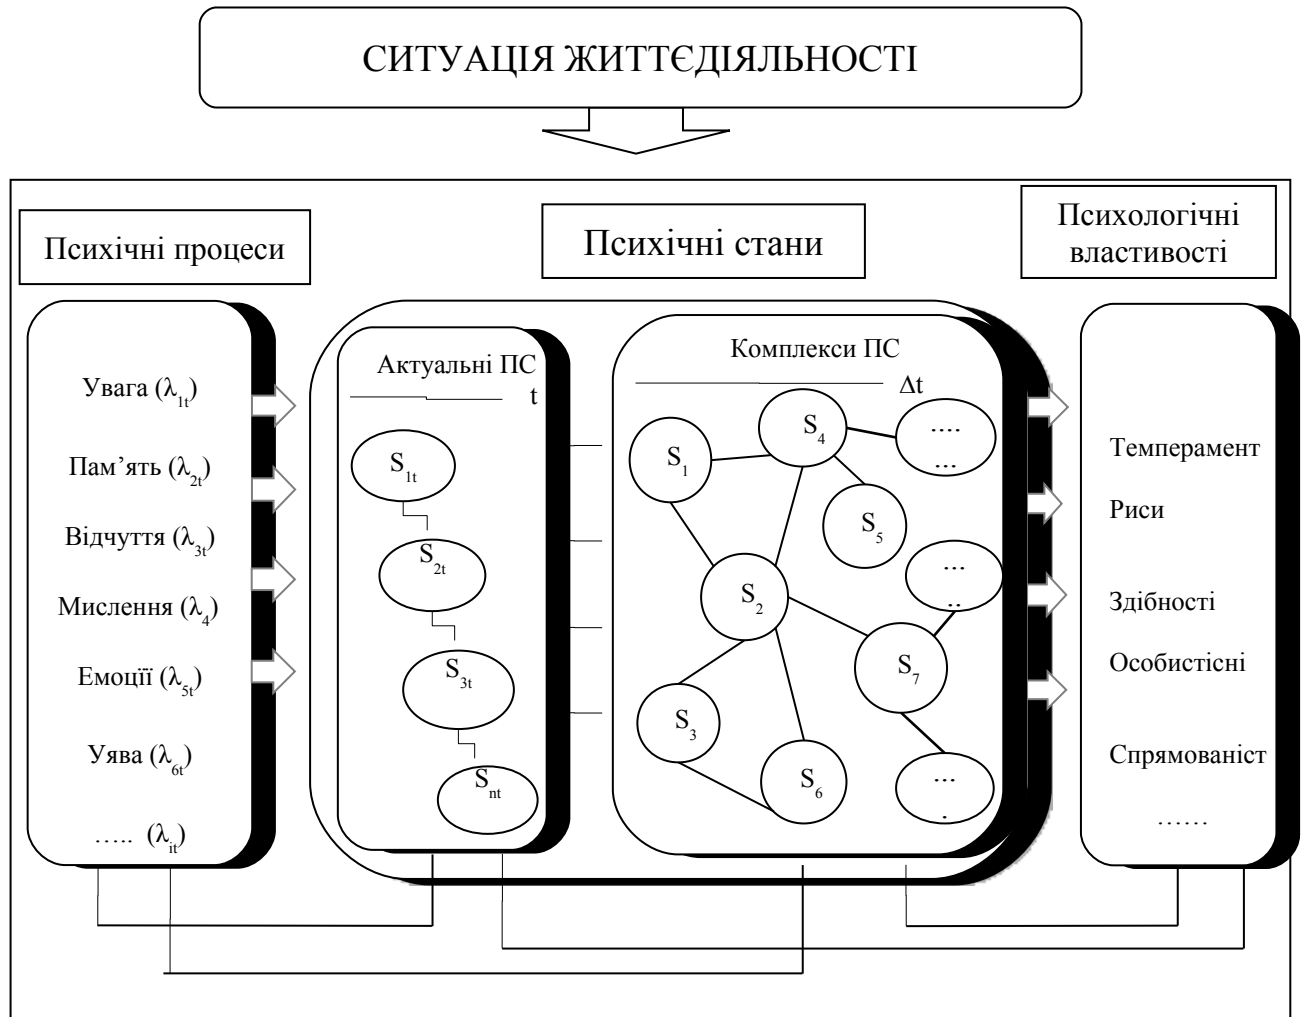 СИТУАЦІЯ ЖИТТЄДІЯЛЬНОСТІ
Психічні процеси
Психічні стани
Психологічні
властивості
Увага (λ1t)
Пам’ять (λ2t)
Відчуття (λ3t)
Мислення (λ4)
Емоціїї (λ5t)
Уява (λ6t)
….. (λit)
Актуальні ПС
t
S1t
S2t
S3t
Snt
Комплекси ПС
Δt
S1
S4
….
…
S5
S2
…
..
S7
S3
S6
…
.
Темперамент
Риси
Здібності
Особистісні
Спрямованіст
……